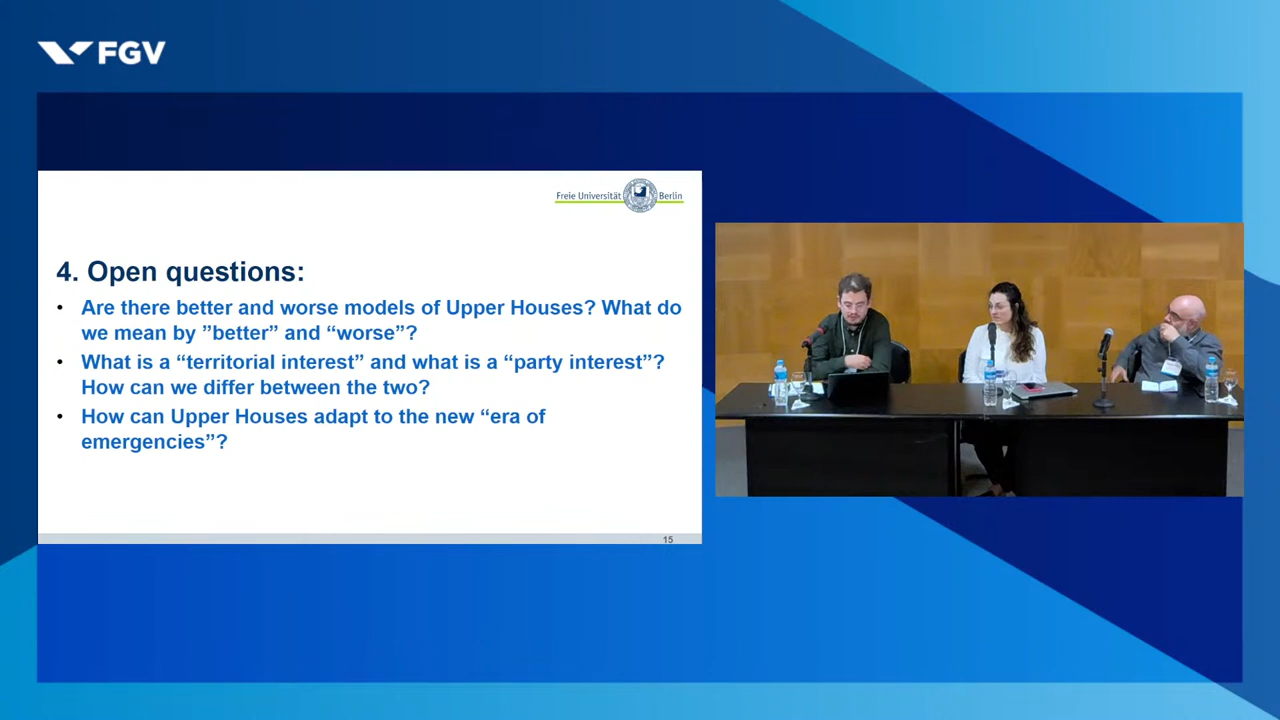 FGV
Freie Universität Berlin
4. Open questions:
• Are there better and worse models of Upper Houses? What do
we mean by ”better” and “worse”?
• What is a “territorial interest” and what is a “party interest”?
How can we differ between the two?
• How can Upper Houses adapt to the new “era of
emergencies”?
15